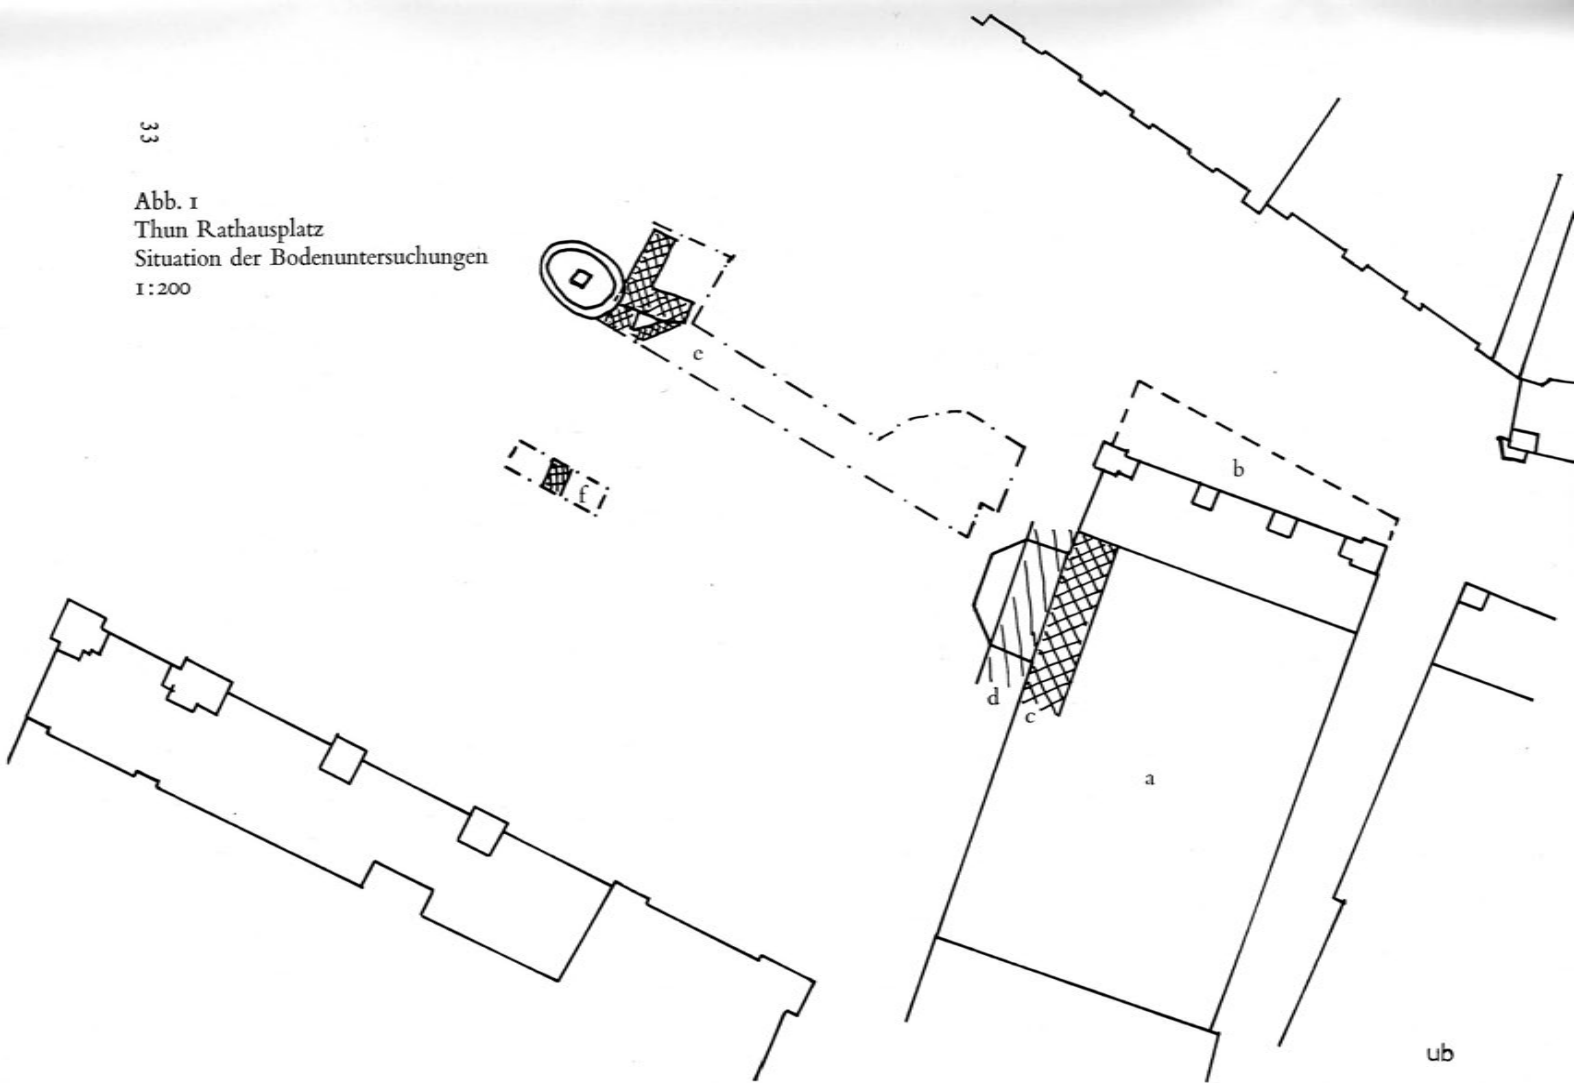 33
Abb. 1
Thun Rathausplatz
Situation der Bodenuntersuchungen
1:200
e
b
f
d
c
a
ub